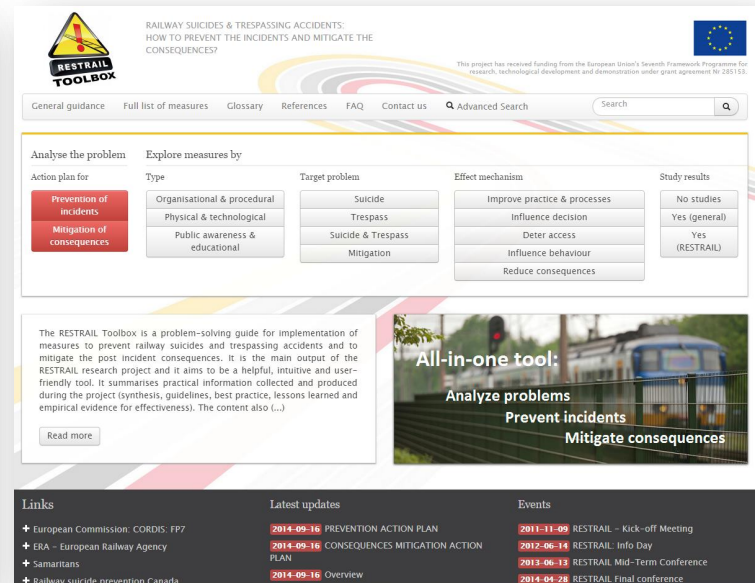 RESTRAIL
TOOLBOX
RAILWAY SUICIDES & TRESPASSING ACCIDENTS:
HOW TO PREVENT THE INCIDENTS AND MITIGATE THE
CONSEQUENCES?
This project has received funding from the European Union's Seventh Framework Programme for
research, technological development and demonstration under grant agreement Nr 285153.
General guidance Full list of measures Glossary References FAQ Contact us Advanced Search Search
Analyse the problem Explore measures by
Action plan for Type Target problem Effect mechanism Study results
Prevention of
incidents
Mitigation of
consequences
Organisational & procedural
Physical & technological
Public awareness &
educational
Suicide
Trespass
Suicide & Trespass
Mitigation
Improve practice & processes
Influence decision
Deter access
Influence behaviour
Reduce consequences
No studies
Yes (general)
Yes
(RESTRAIL)
The RESTRAIL Toolbox is a problem-solving guide for implementation of
measures to prevent railway suicides and trespassing accidents and to
mitigate the post incident consequences. It is the main output of the
RESTRAIL research project and it aims to be a helpful, intuitive and user-
friendly tool. It summarises practical information collected and produced
during the project (synthesis, guidelines, best practice, lessons learned and
empirical evidence for effectiveness). The content also (...)
Read more
All-in-one tool:
Analyze problems
Prevent incidents
Mitigate consequences
Links
European Commission: CORDIS: FP7
ERA - European Railway Agency
Samaritans
Railway suicide prevention Canada
Latest updates
2014-09-16 PREVENTION ACTION PLAN
2014-09-16 CONSEQUENCES MITIGATION ACTION
PLAN
2014-09-16 Overview
Events
2011-11-09 RESTRAIL - Kick-off Meeting
2012-06-14 RESTRAIL: Info Day
2013-06-13 RESTRAIL Mid-Term Conference
2014-04-28 RESTRAIL Final conference